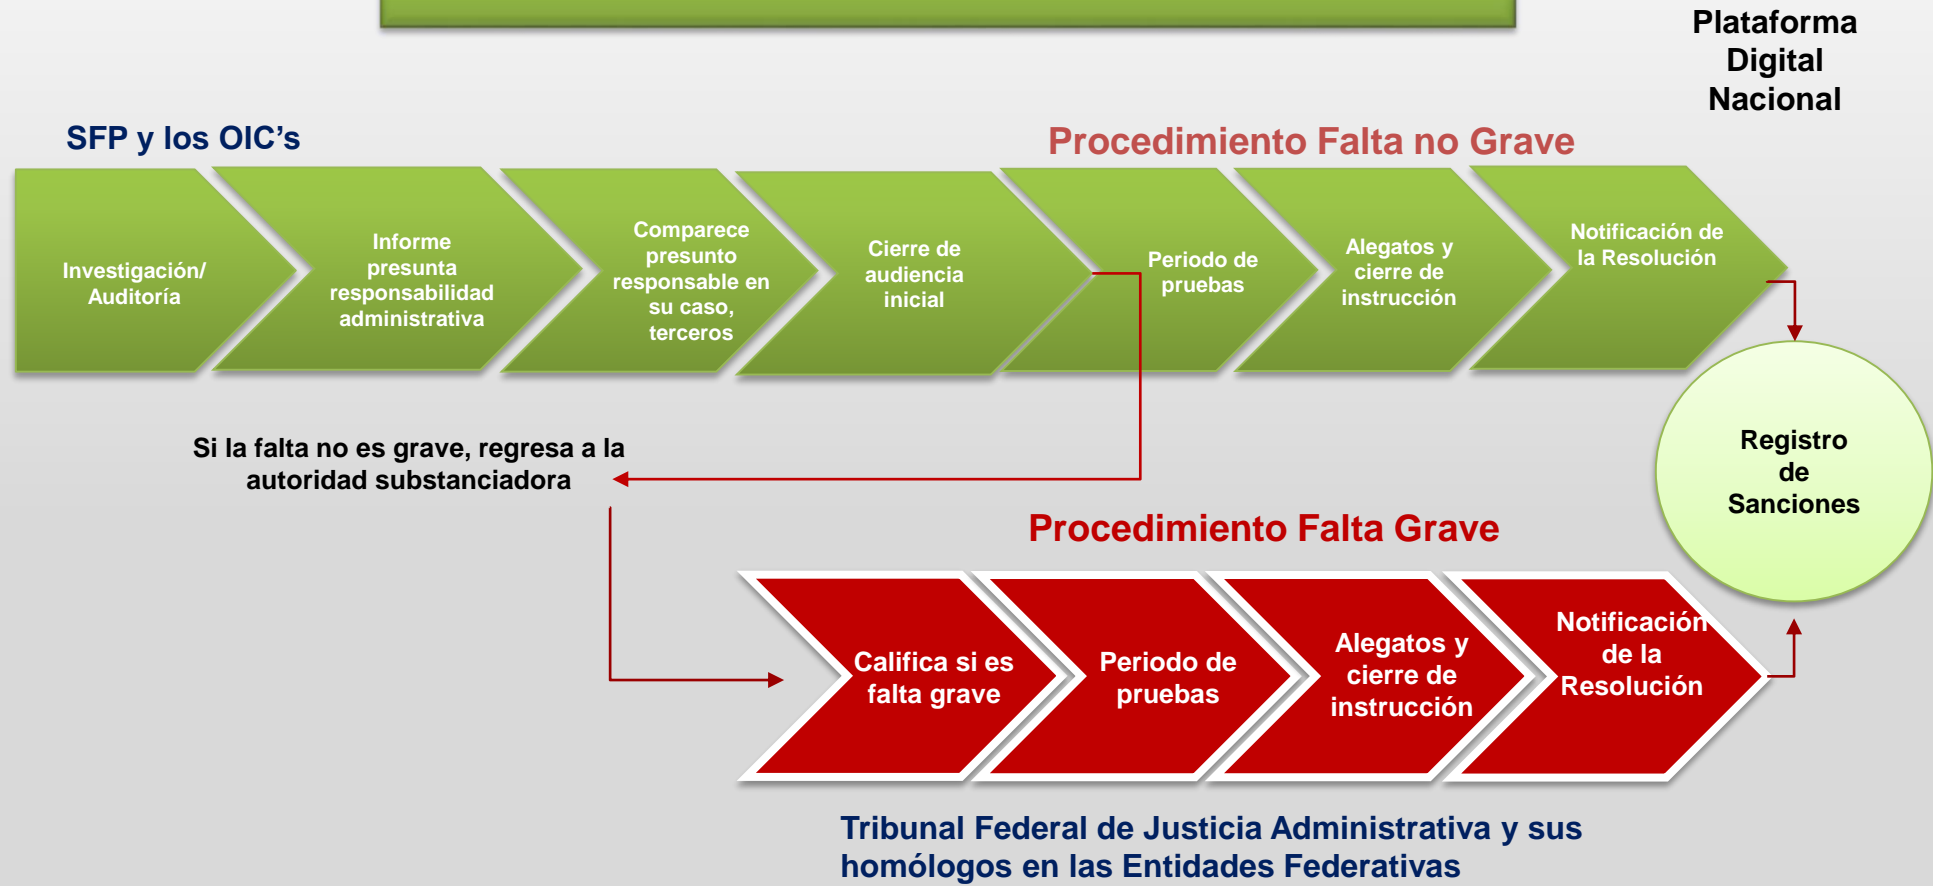 Plataforma
Digital
Nacional
SFP y los OIC’s
Procedimiento Falta no Grave
Investigación/
Auditoría
Informe
presunta
responsabilidad
administrativa
Comparece
presunto
responsable en
su caso,
terceros
Cierre de
audiencia
inicial
Periodo de
pruebas
Alegatos y
cierre de
instrucción
Notificación de
la Resolución
Registro
de
Sanciones
Si la falta no es grave, regresa a la
autoridad substanciadora
Procedimiento Falta Grave
Califica si es
falta grave
Periodo de
pruebas
Alegatos y
cierre de
instrucción
Notificación
de la
Resolución
Tribunal Federal de Justicia Administrativa y sus
homólogos en las Entidades Federativas